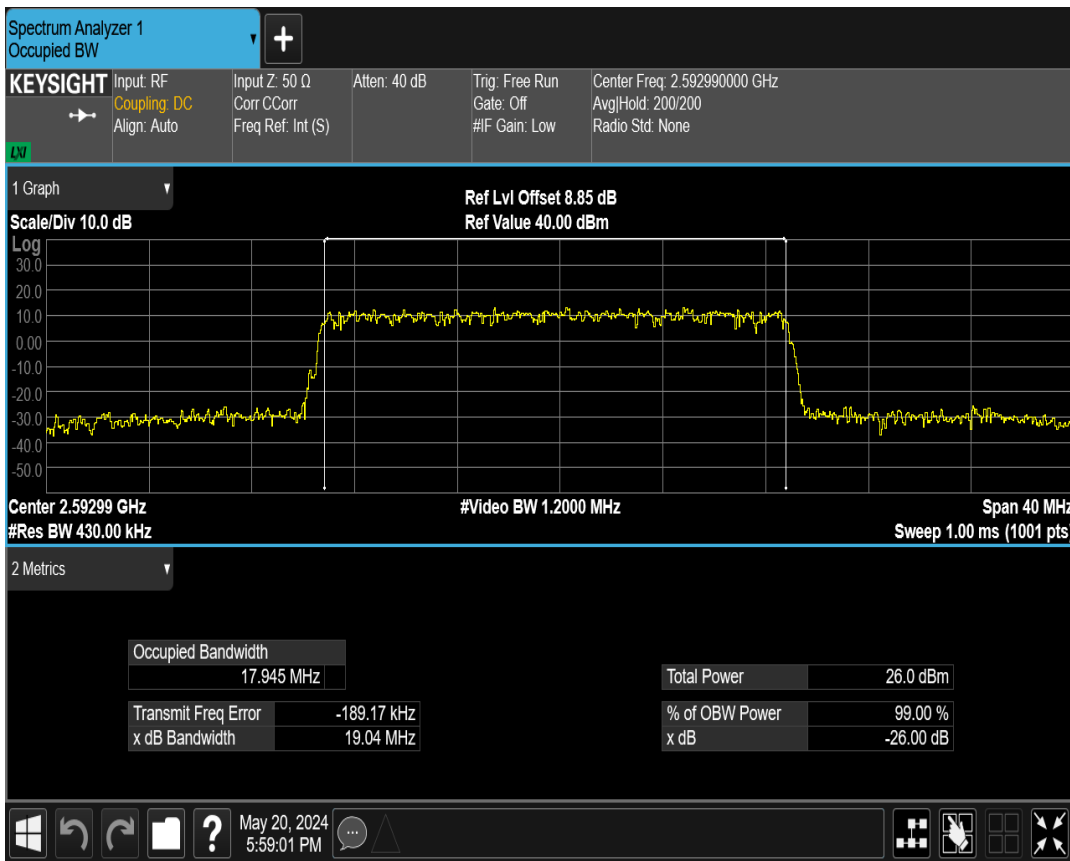 Spectrum Analyzer 1
Occupied BW
KEYSIGHT
LXI
Input: RF
Coupling: DC
Align: Auto
Input Z: 50 Ω
Corr CCorr
Freq Ref: Int (S)
Atten: 40 dB
Trig: Free Run
Gate: Off
#IF Gain: Low
Center Freq: 2.592990000 GHz
Avg|Hold: 200/200
Radio Std: None
1 Graph
Scale/Div 10.0 dB
Ref Lvl Offset 8.85 dB
Ref Value 40.00 dBm
Log
30.0
20.0
10.0
0.00
-10.0
-20.0
-30.0
-40.0
-50.0
Center 2.59299 GHz
#Res BW 430.00 kHz
#Video BW 1.2000 MHz
Span 40 MHz
Sweep 1.00 ms (1001 pts)
2 Metrics
Occupied Bandwidth
17.945 MHz
Transmit Freq Error -189.17 kHz
x dB Bandwidth 19.04 MHz
Total Power 26.0 dBm
% of OBW Power 99.00 %
x dB -26.00 dB
?
May 20, 2024
5:59:01 PM